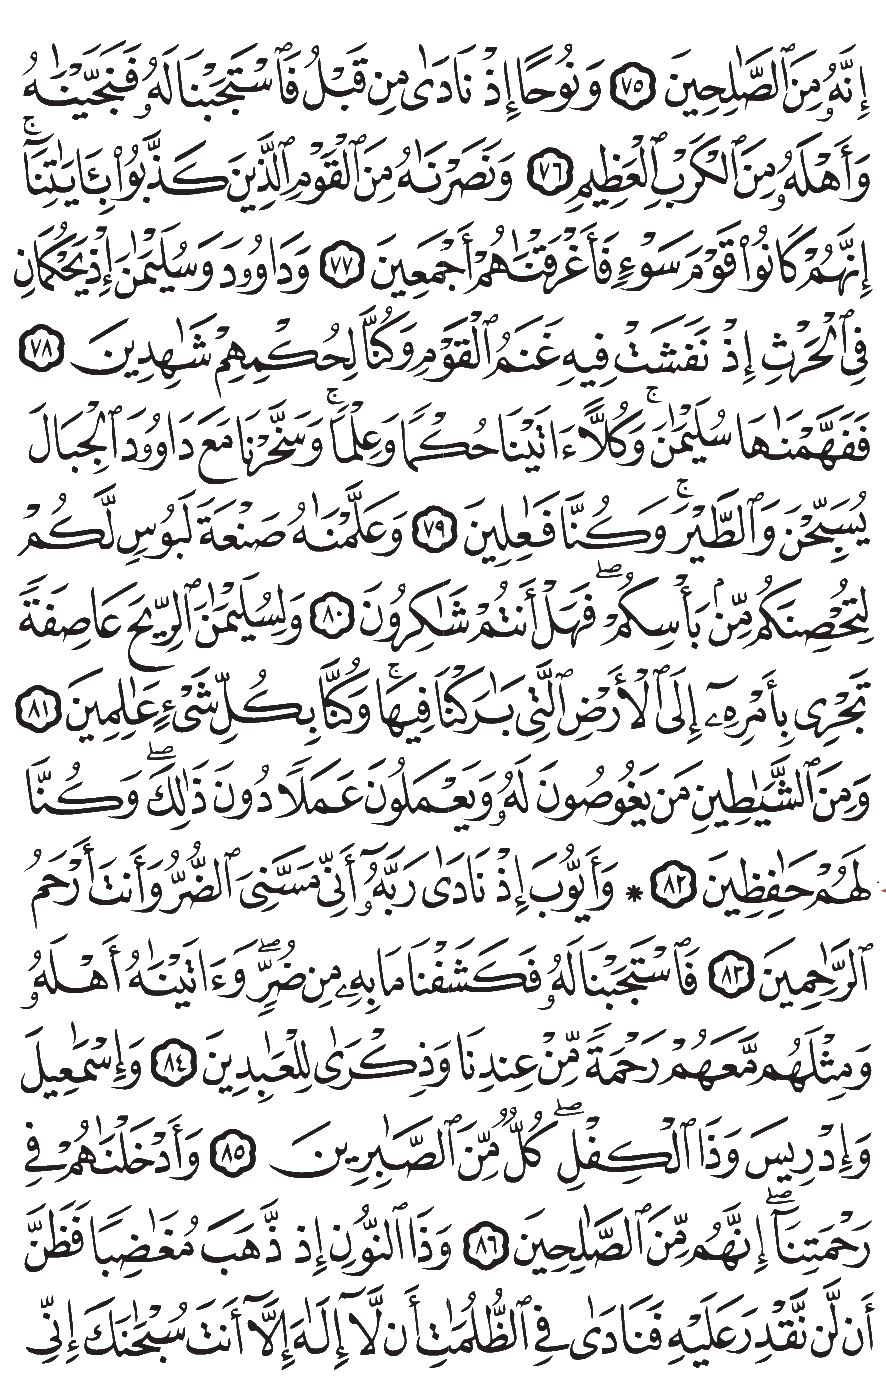 إِنَّهُۥ مِنَ ٱلصَّٰلِحِينَ ٧٥ وَنُوحًا إِذْ نَادَىٰ مِن قَبْلُ فَٱسْتَجَبْنَا لَهُۥ فَنَجَّيْنَٰهُ
وَأَهْلَهُۥ مِنَ ٱلْكَرْبِ ٱلْعَظِيمِ ٧٦ وَنَصَرْنَٰهُ مِنَ ٱلْقَوْمِ ٱلَّذِينَ كَذَّبُوا۟ بِـَٔايَٰتِنَآ ۚ
إِنَّهُمْ كَانُوا۟ قَوْمَ سَوْءٍ فَأَغْرَقْنَٰهُمْ أَجْمَعِينَ ٧٧ وَدَاوُۥدَ وَسُلَيْمَٰنَ إِذْ يَحْكُمَانِ
فِى ٱلْحَرْثِ إِذْ نَفَشَتْ فِيهِ غَنَمُ ٱلْقَوْمِ وَكُنَّا لِحُكْمِهِمْ شَٰهِدِينَ ٧٨
فَفَهَّمْنَٰهَا سُلَيْمَٰنَ ۚ وَكُلًّا ءَاتَيْنَا حُكْمًا وَعِلْمًا ۚ وَسَخَّرْنَا مَعَ دَاوُۥدَ ٱلْجِبَالَ
يُسَبِّحْنَ وَٱلطَّيْرَ ۚ وَكُنَّا فَٰعِلِينَ ٧٩ وَعَلَّمْنَٰهُ صَنْعَةَ لَبُوسٍ لَّكُمْ
لِتُحْصِنَكُم مِّنۢ بَأْسِكُمْ ۖ فَهَلْ أَنتُمْ شَٰكِرُونَ ٨٠ وَلِسُلَيْمَٰنَ ٱلرِّيحَ عَاصِفَةً
تَجْرِى بِأَمْرِهِۦٓ إِلَى ٱلْأَرْضِ ٱلَّتِى بَٰرَكْنَا فِيهَا ۚ وَكُنَّا بِكُلِّ شَىْءٍ عَٰلِمِينَ ٨١
وَمِنَ ٱلشَّيَٰطِينِ مَن يَغُوصُونَ لَهُۥ وَيَعْمَلُونَ عَمَلًا دُونَ ذَٰلِكَ ۖ وَكُنَّا
لَهُمْ حَٰفِظِينَ ٨٢ * وَأَيُّوبَ إِذْ نَادَىٰ رَبَّهُۥٓ أَنِّى مَسَّنِىَ ٱلضُّرُّ وَأَنتَ أَرْحَمُ
ٱلرَّٰحِمِينَ ٨٣ فَٱسْتَجَبْنَا لَهُۥ فَكَشَفْنَا مَا بِهِۦ مِن ضُرٍّ ۖ وَءَاتَيْنَٰهُ أَهْلَهُۥ
وَمِثْلَهُم مَّعَهُمْ رَحْمَةً مِّنْ عِندِنَا وَذِكْرَىٰ لِلْعَٰبِدِينَ ٨٤ وَإِسْمَٰعِيلَ
وَإِدْرِيسَ وَذَا ٱلْكِفْلِ ۖ كُلٌّ مِّنَ ٱلصَّٰبِرِينَ ٨٥ وَأَدْخَلْنَٰهُمْ فِى
رَحْمَتِنَآ ۖ إِنَّهُم مِّنَ ٱلصَّٰلِحِينَ ٨٦ وَذَا ٱلنُّونِ إِذ ذَّهَبَ مُغَٰضِبًا فَظَنَّ
أَن لَّن نَّقْدِرَ عَلَيْهِ فَنَادَىٰ فِى ٱلظُّلُمَٰتِ أَن لَّآ إِلَٰهَ إِلَّآ أَنتَ سُبْحَٰنَكَ إِنِّى